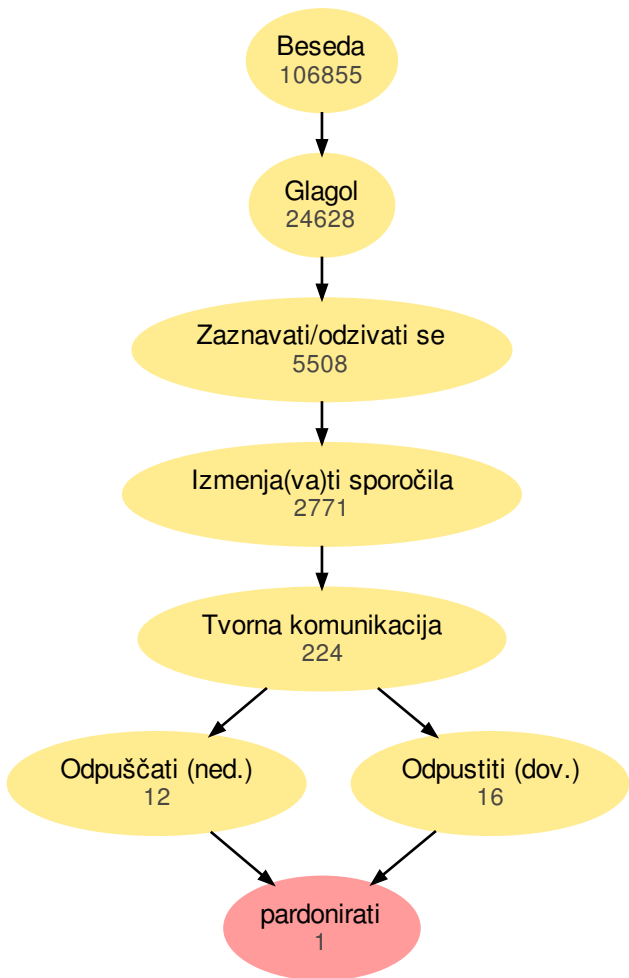 Beseda
106855
Glagol
24628
Zaznavati/odzivati se
5508
Izmenja(va)ti sporočila
2771
Tvorna komunikacija
224
Odpuščati (ned.)
12
Odpustiti (dov.)
16
pardonirati
1